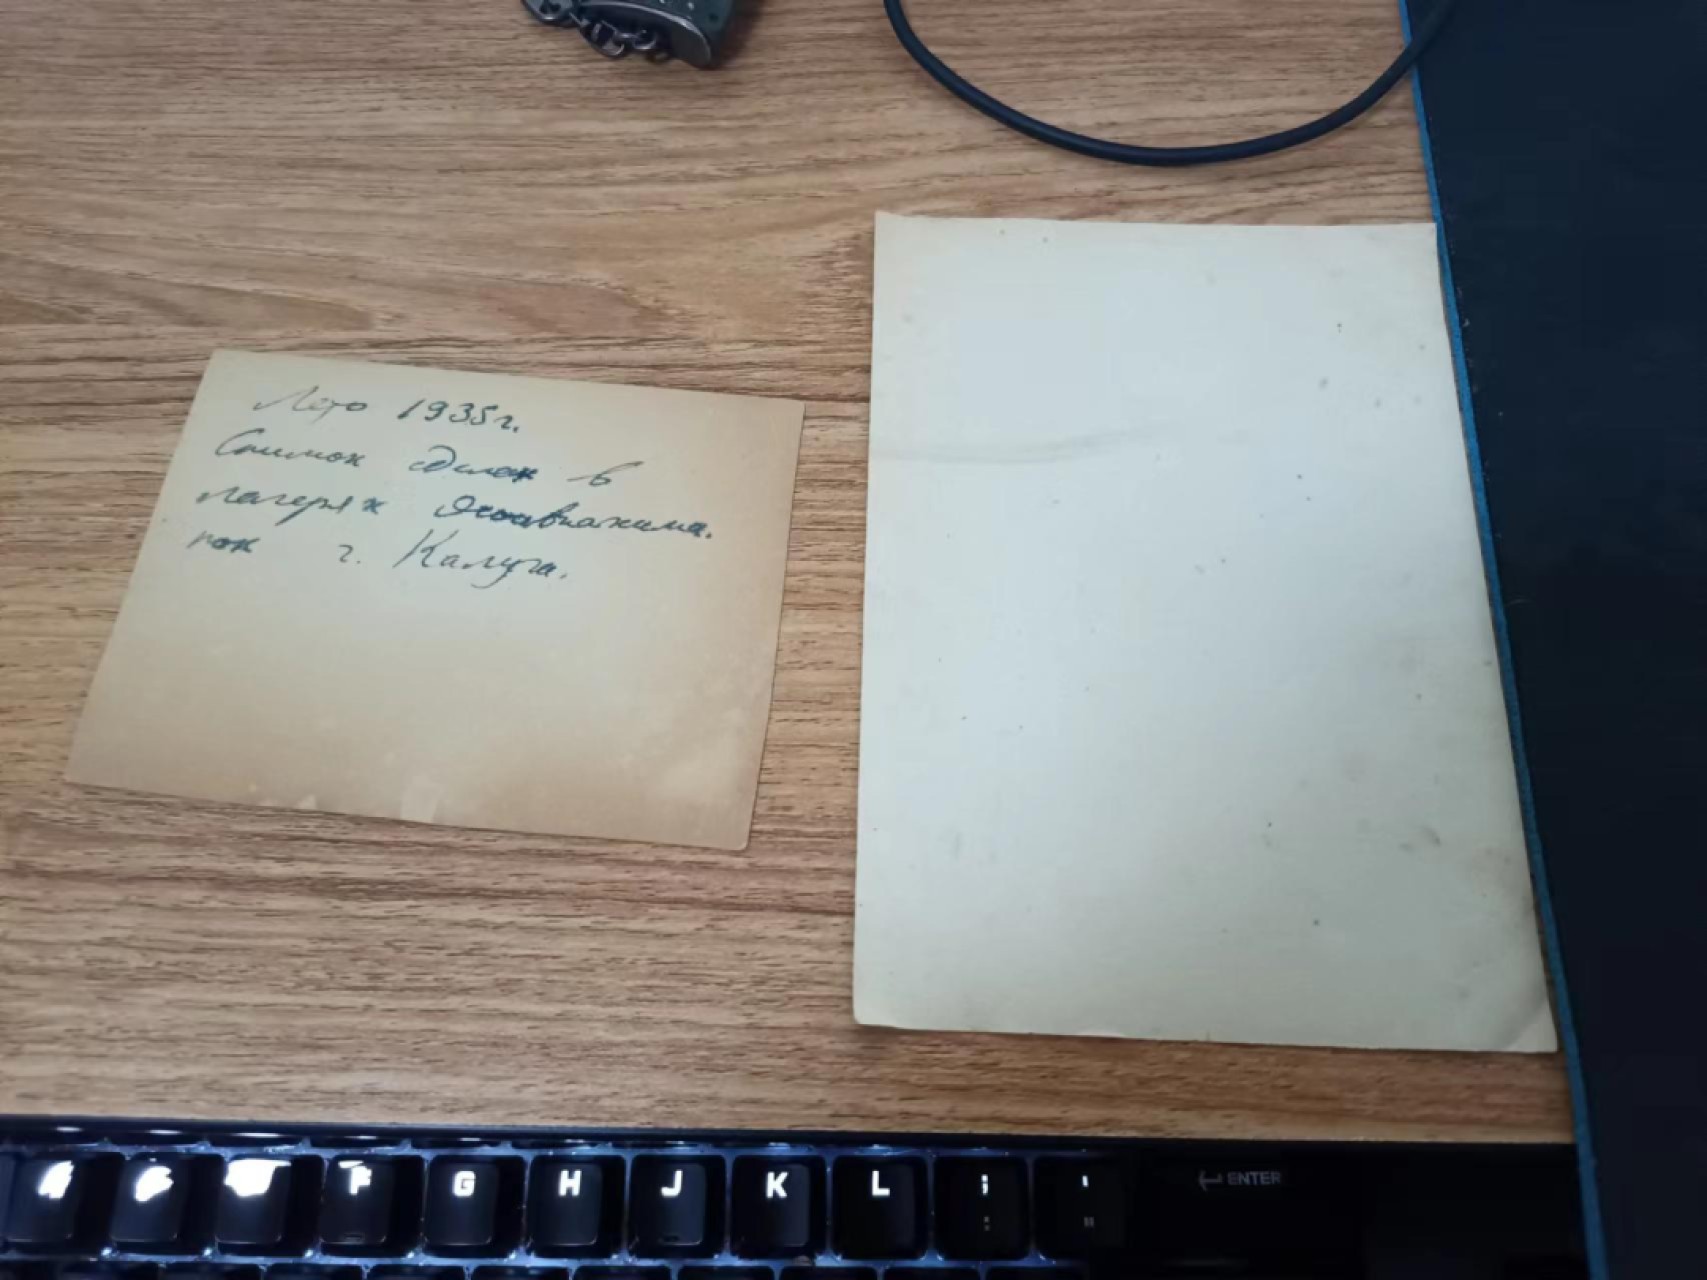 Лето 1935г.
Снимок сделан в
лагерях Осоавиахима.
г. Калуга.
F G H J K L ; :
' "
ENTER